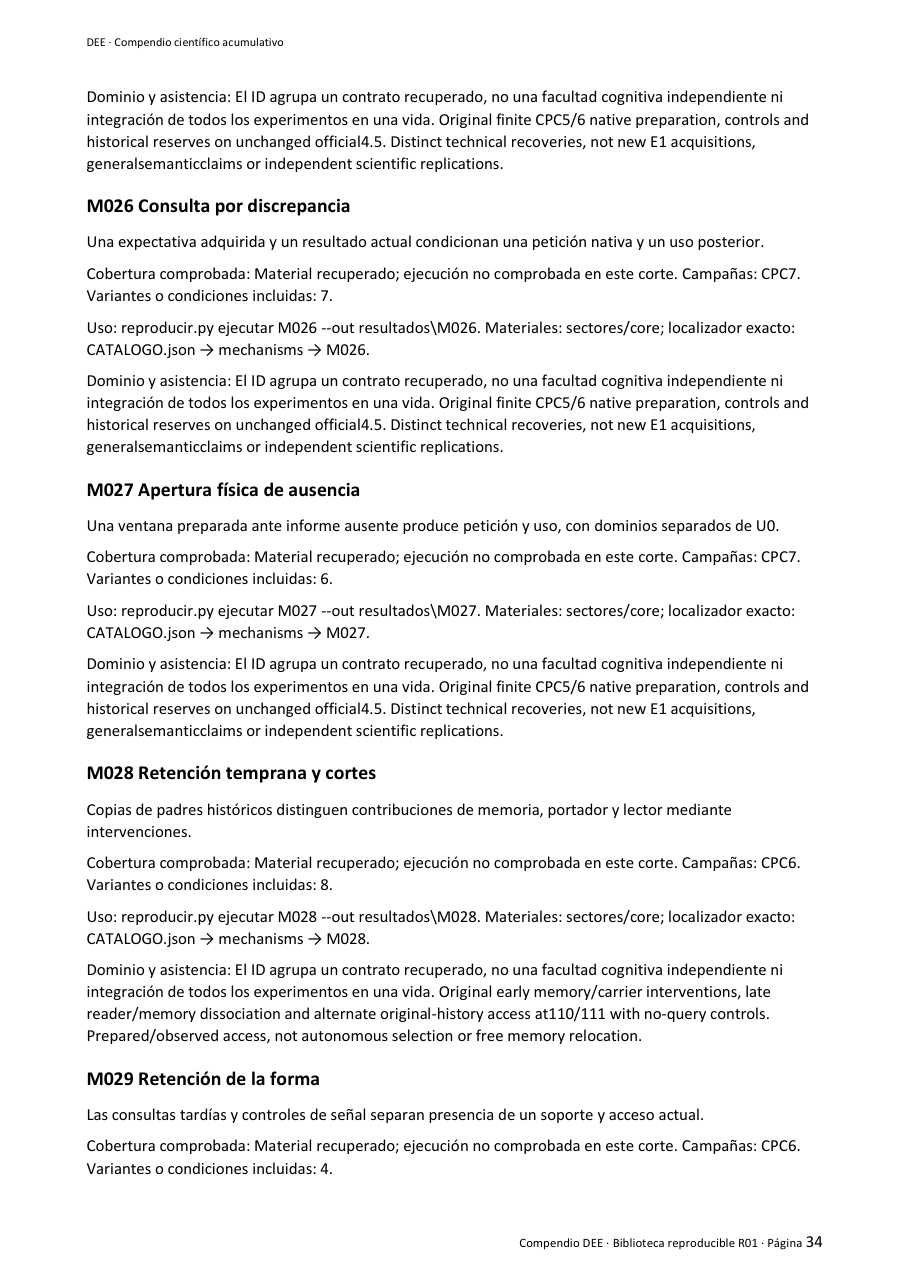 DEE · Compendio científico acumulativo
Dominio y asistencia: El ID agrupa un contrato recuperado, no una facultad cognitiva independiente ni
integración de todos los experimentos en una vida. Original finite CPC5/6 native preparation, controls and
historical reserves on unchanged official4.5. Distinct technical recoveries, not new E1 acquisitions,
generalsemanticclaims or independent scientific replications.
M026 Consulta por discrepancia
Una expectativa adquirida y un resultado actual condicionan una petición nativa y un uso posterior.
Cobertura comprobada: Material recuperado; ejecución no comprobada en este corte. Campañas: CPC7.
Variantes o condiciones incluidas: 7.
Uso: reproducir.py ejecutar M026 --out resultados\M026. Materiales: sectores/core; localizador exacto:
CATALOGO.json → mechanisms → M026.
Dominio y asistencia: El ID agrupa un contrato recuperado, no una facultad cognitiva independiente ni
integración de todos los experimentos en una vida. Original finite CPC5/6 native preparation, controls and
historical reserves on unchanged official4.5. Distinct technical recoveries, not new E1 acquisitions,
generalsemanticclaims or independent scientific replications.
M027 Apertura física de ausencia
Una ventana preparada ante informe ausente produce petición y uso, con dominios separados de U0.
Cobertura comprobada: Material recuperado; ejecución no comprobada en este corte. Campañas: CPC7.
Variantes o condiciones incluidas: 6.
Uso: reproducir.py ejecutar M027 --out resultados\M027. Materiales: sectores/core; localizador exacto:
CATALOGO.json → mechanisms → M027.
Dominio y asistencia: El ID agrupa un contrato recuperado, no una facultad cognitiva independiente ni
integración de todos los experimentos en una vida. Original finite CPC5/6 native preparation, controls and
historical reserves on unchanged official4.5. Distinct technical recoveries, not new E1 acquisitions,
generalsemanticclaims or independent scientific replications.
M028 Retención temprana y cortes
Copias de padres históricos distinguen contribuciones de memoria, portador y lector mediante
intervenciones.
Cobertura comprobada: Material recuperado; ejecución no comprobada en este corte. Campañas: CPC6.
Variantes o condiciones incluidas: 8.
Uso: reproducir.py ejecutar M028 --out resultados\M028. Materiales: sectores/core; localizador exacto:
CATALOGO.json → mechanisms → M028.
Dominio y asistencia: El ID agrupa un contrato recuperado, no una facultad cognitiva independiente ni
integración de todos los experimentos en una vida. Original early memory/carrier interventions, late
reader/memory dissociation and alternate original-history access at110/111 with no-query controls.
Prepared/observed access, not autonomous selection or free memory relocation.
M029 Retención de la forma
Las consultas tardías y controles de señal separan presencia de un soporte y acceso actual.
Cobertura comprobada: Material recuperado; ejecución no comprobada en este corte. Campañas: CPC6.
Variantes o condiciones incluidas: 4.
Compendio DEE · Biblioteca reproducible R01 · Página 34